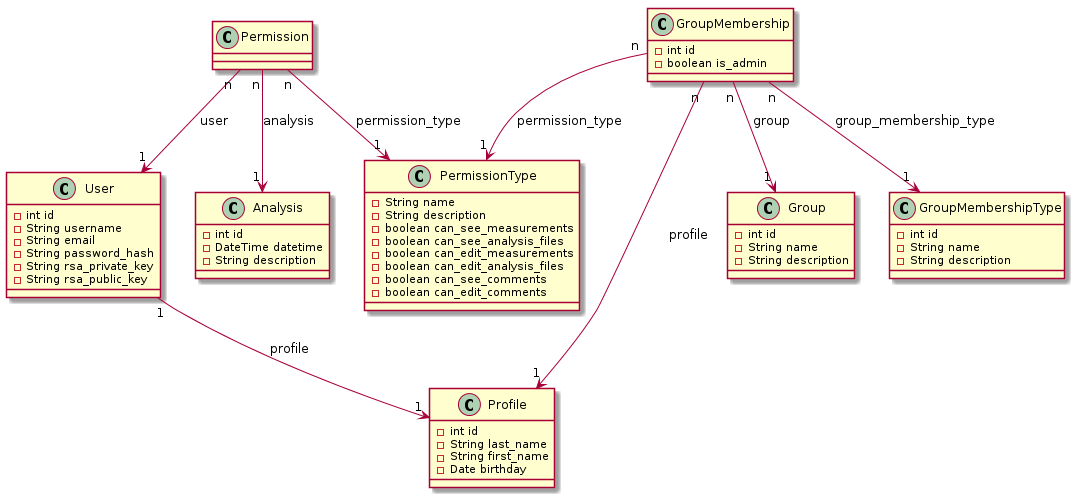 C Permission
C GroupMembership
int id
boolean is_admin
n
n
n
n
n
n
n
user
analysis
permission_type
permission_type
group
group_membership_type
1
1
1
1
1
1
C User
int id
String username
String email
String password_hash
String rsa_private_key
String rsa_public_key
C Analysis
int id
DateTime datetime
String description
C PermissionType
String name
String description
boolean can_see_measurements
boolean can_see_analysis_files
boolean can_edit_measurements
boolean can_edit_analysis_files
boolean can_see_comments
boolean can_edit_comments
profile
C Group
int id
String name
String description
C GroupMembershipType
int id
String name
String description
1
profile
1
1
C Profile
int id
String last_name
String first_name
Date birthday